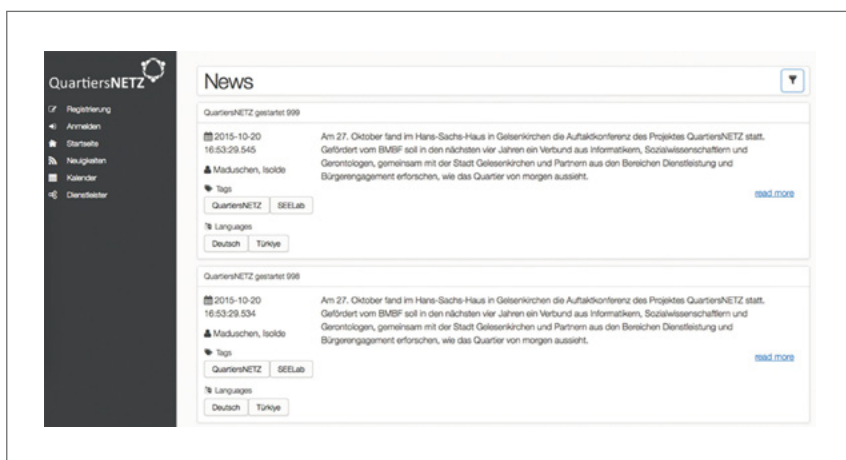 QuartiersNETZ
Registrierung
Anmelden
Startseite
Neuigkeiten
Kalender
Dienstleister
News
QuartiersNETZ gestartet 999
2015-10-20
16:53:29.545
Maduschen, Isolde
Tags
QuartiersNETZ SEELab
Languages
Deutsch Türkiye
Am 27. Oktober fand im Hans-Sachs-Haus in Gelsenkirchen die Auftaktkonferenz des Projektes QuartiersNETZ statt.
Gefördert vom BMBF soll in den nächsten vier Jahren ein Verbund aus Informatikern, Sozialwissenschaftlern und
Gerontologen, gemeinsam mit der Stadt Gelesenkirchen und Partnern aus den Bereichen Dienstleistung und
Bürgerengagement erforschen, wie das Quartier von morgen aussieht.
read more
QuartiersNETZ gestartet 998
2015-10-20
16:53:29.534
Maduschen, Isolde
Tags
QuartiersNETZ SEELab
Languages
Deutsch Türkiye
Am 27. Oktober fand im Hans-Sachs-Haus in Gelsenkirchen die Auftaktkonferenz des Projektes QuartiersNETZ statt.
Gefördert vom BMBF soll in den nächsten vier Jahren ein Verbund aus Informatikern, Sozialwissenschaftlern und
Gerontologen, gemeinsam mit der Stadt Gelesenkirchen und Partnern aus den Bereichen Dienstleistung und
Bürgerengagement erforschen, wie das Quartier von morgen aussieht.
read more